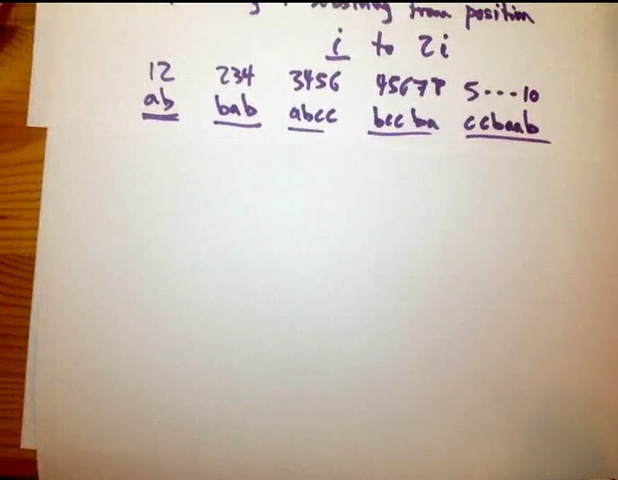 from position
i to 2i
12 234 3456 45678 5...10
ab bab abcc bccba ccbaab